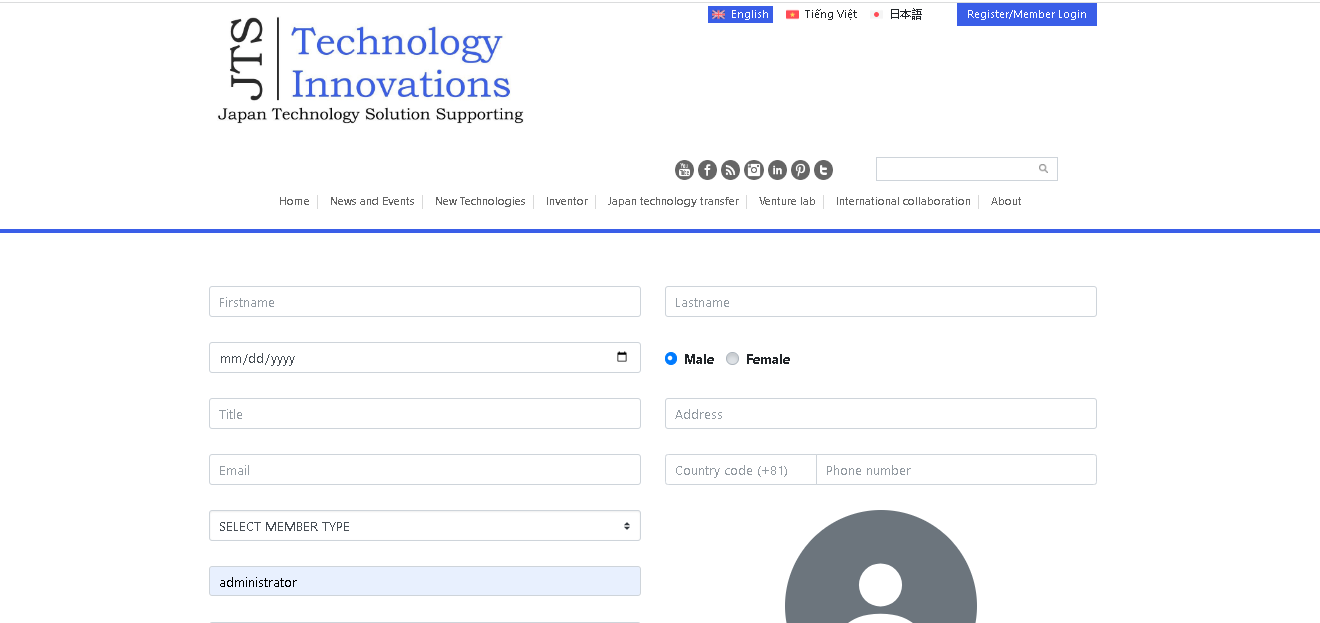 English Tiếng Việt 日本語 Register/Member Login
JTS
Technology
Innovations
Japan Technology Solution Supporting
Home News and Events New Technologies Inventor Japan technology transfer Venture lab International collaboration About
Firstname Lastname
mm/dd/yyyy Male Female
Title Address
Email Country code (+81) Phone number
SELECT MEMBER TYPE
administrator